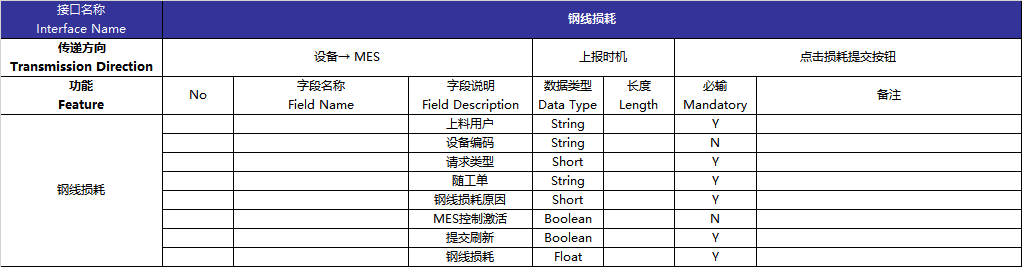 接口名称
Interface Name
钢线损耗
传递方向
Transmission Direction
设备→ MES
上报时机
点击损耗提交按钮
功能
Feature
No
字段名称
Field Name
字段说明
Field Description
数据类型
Data Type
长度
Length
必输
Mandatory
备注
钢线损耗
上料用户 String Y
设备编码 String N
请求类型 Short Y
随工单 String Y
钢线损耗原因 Short Y
MES控制激活 Boolean N
提交刷新 Boolean Y
钢线损耗 Float Y